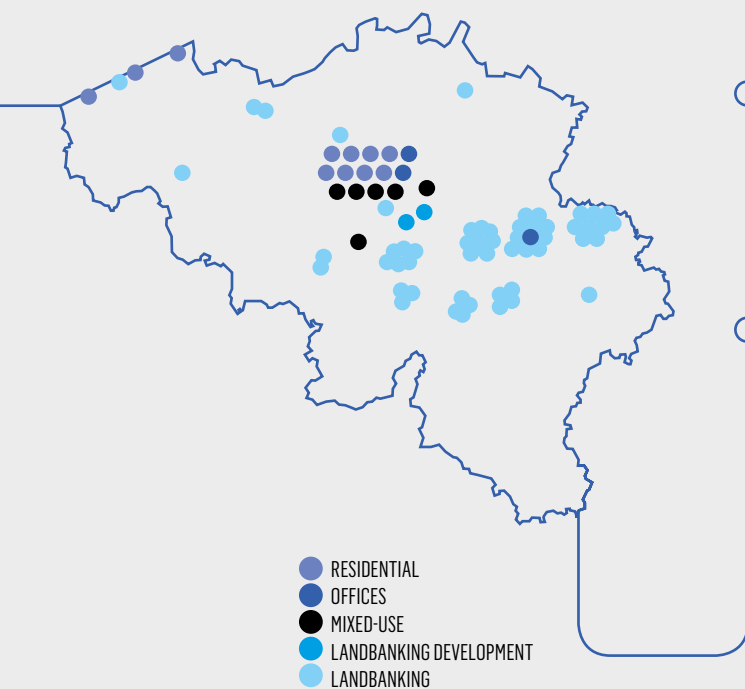 RESIDENTIAL
OFFICES
MIXED-USE
LANDBANKING DEVELOPMENT
LANDBANKING